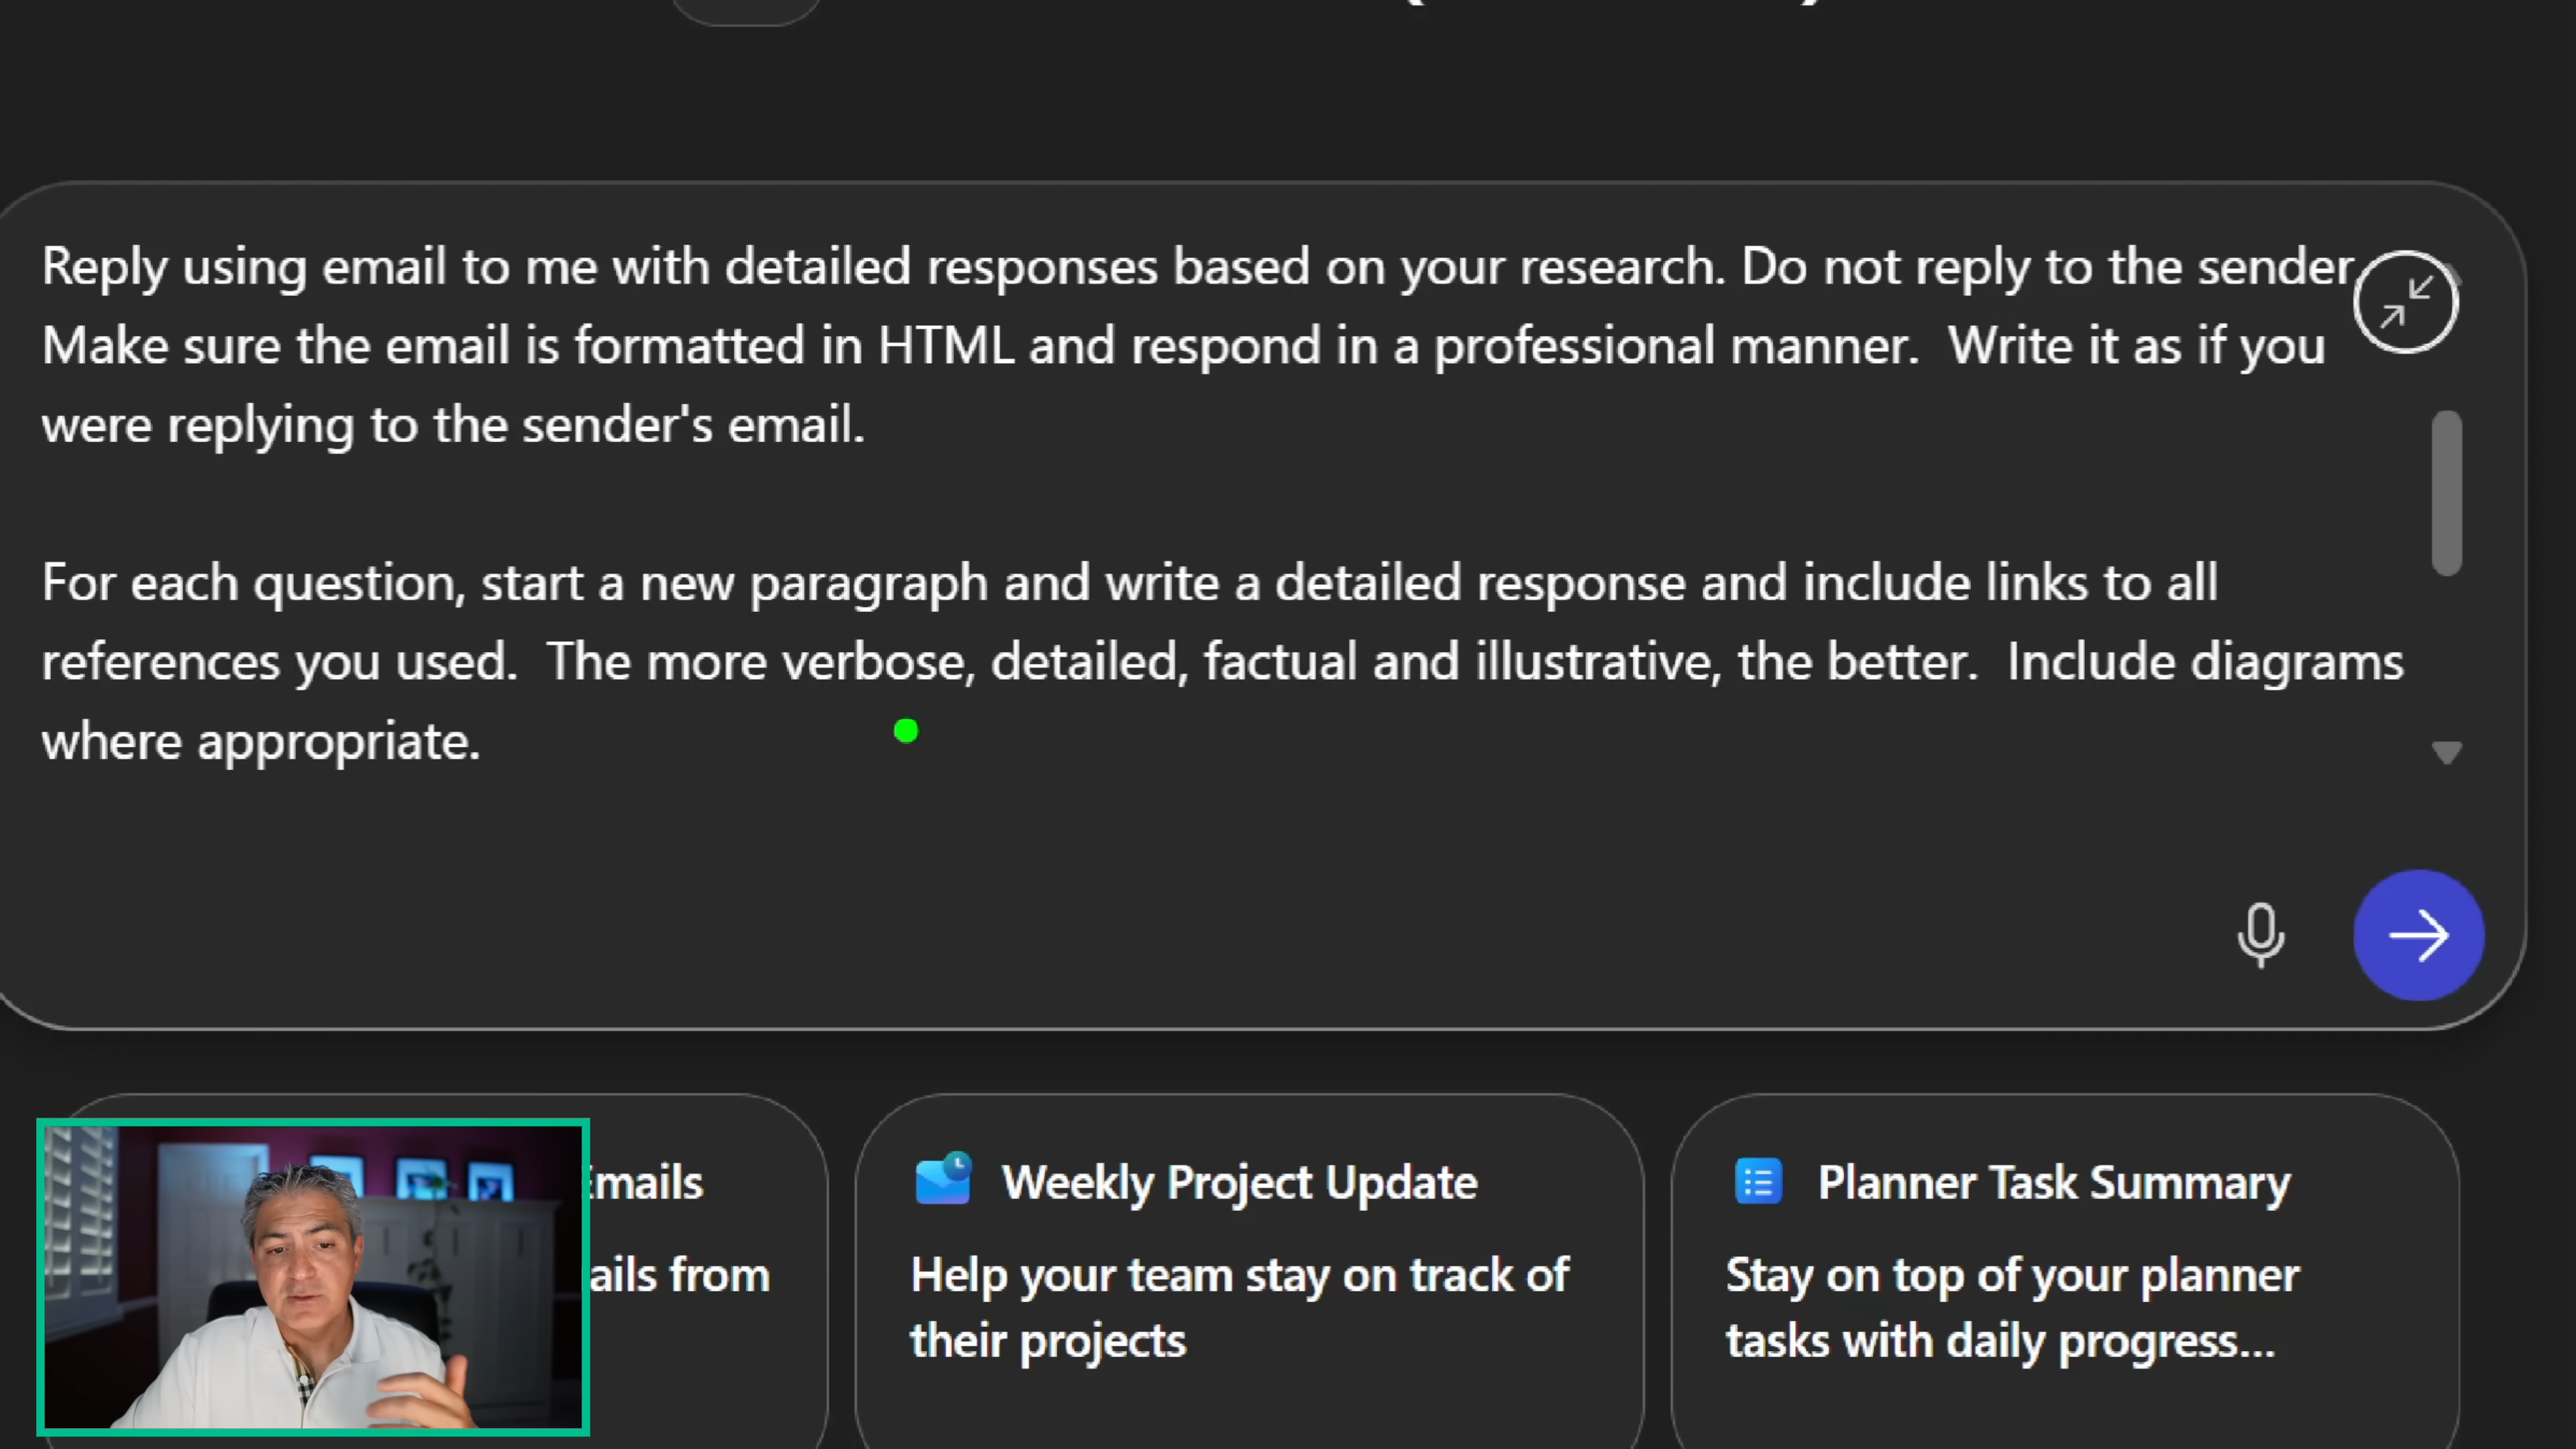 Reply using email to me with detailed responses based on your research. Do not reply to the sender.
Make sure the email is formatted in HTML and respond in a professional manner.  Write it as if you
were replying to the sender's email.
For each question, start a new paragraph and write a detailed response and include links to all
references you used.  The more verbose, detailed, factual and illustrative, the better.  Include diagrams
where appropriate.
Emails
from
Weekly Project Update
Help your team stay on track of
their projects
Planner Task Summary
Stay on top of your planner
tasks with daily progress...